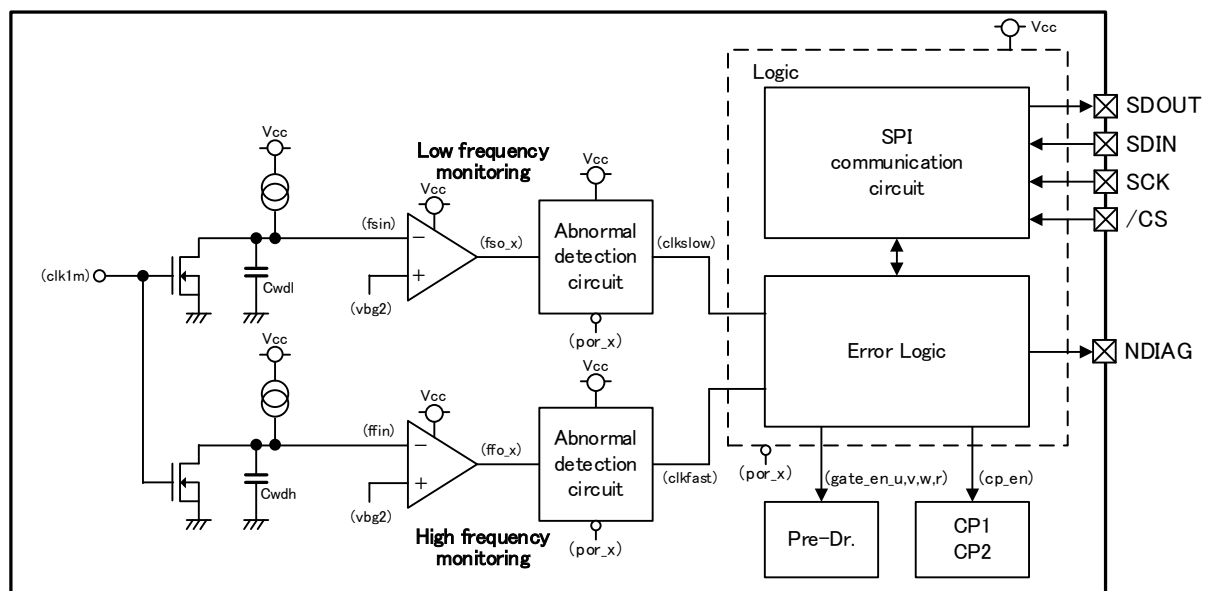 Vcc
Logic
SPI
communication
circuit
SDOUT
SDIN
SCK
/CS
Vcc
Low frequency
monitoring
Vcc
Vcc
(fsin)
(fso_x)
Abnormal
detection
circuit
(clkslow)
(clk1m)
Cwdl
−
+
(vbg2)
(por_x)
Error Logic
NDIAG
Vcc
Vcc
Vcc
(ffin)
(ffo_x)
Abnormal
detection
circuit
(clkfast)
Cwdh
−
+
(vbg2)
High frequency
monitoring
(por_x)
(por_x)
(gate_en_u,v,w,r)
(cp_en)
Pre-Dr.
CP1
CP2